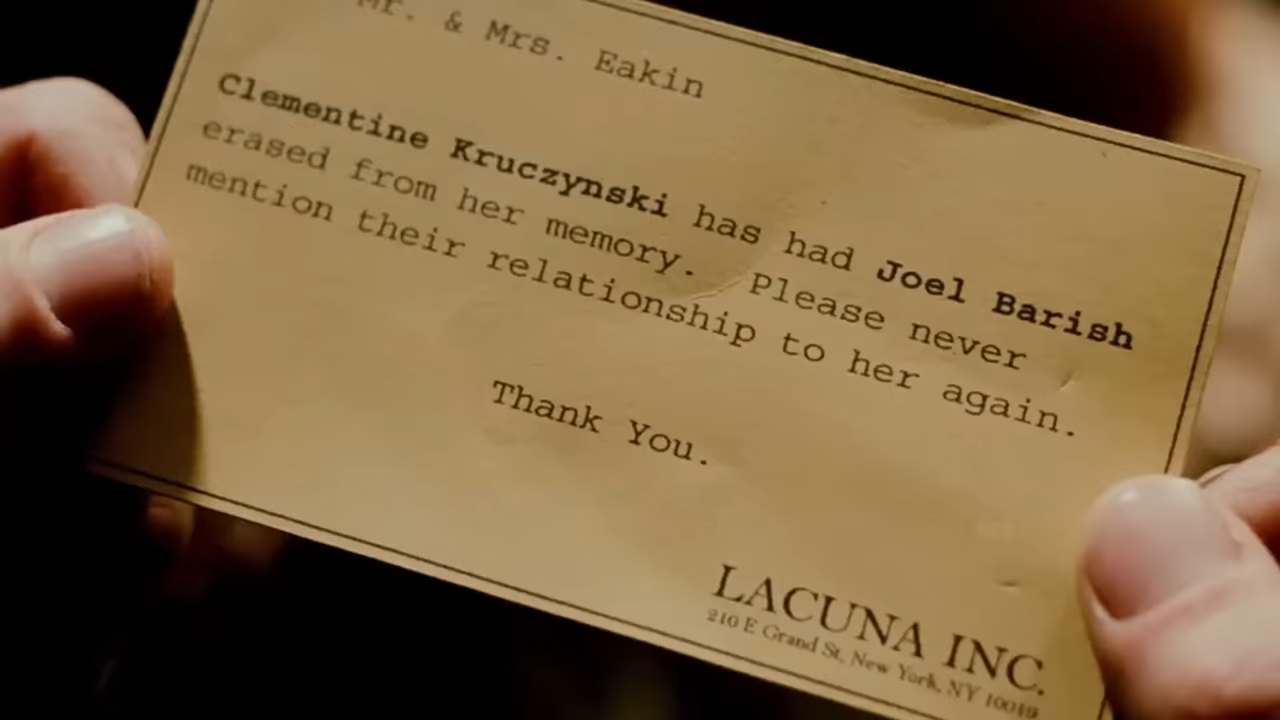 Mr. & Mrs. Eakin
Clementine Kruczynski has had Joel Barish
erased from her memory. Please never
mention their relationship to her again.
Thank You.
LACUNA INC.
210 E Grand St, New York, NY 10019